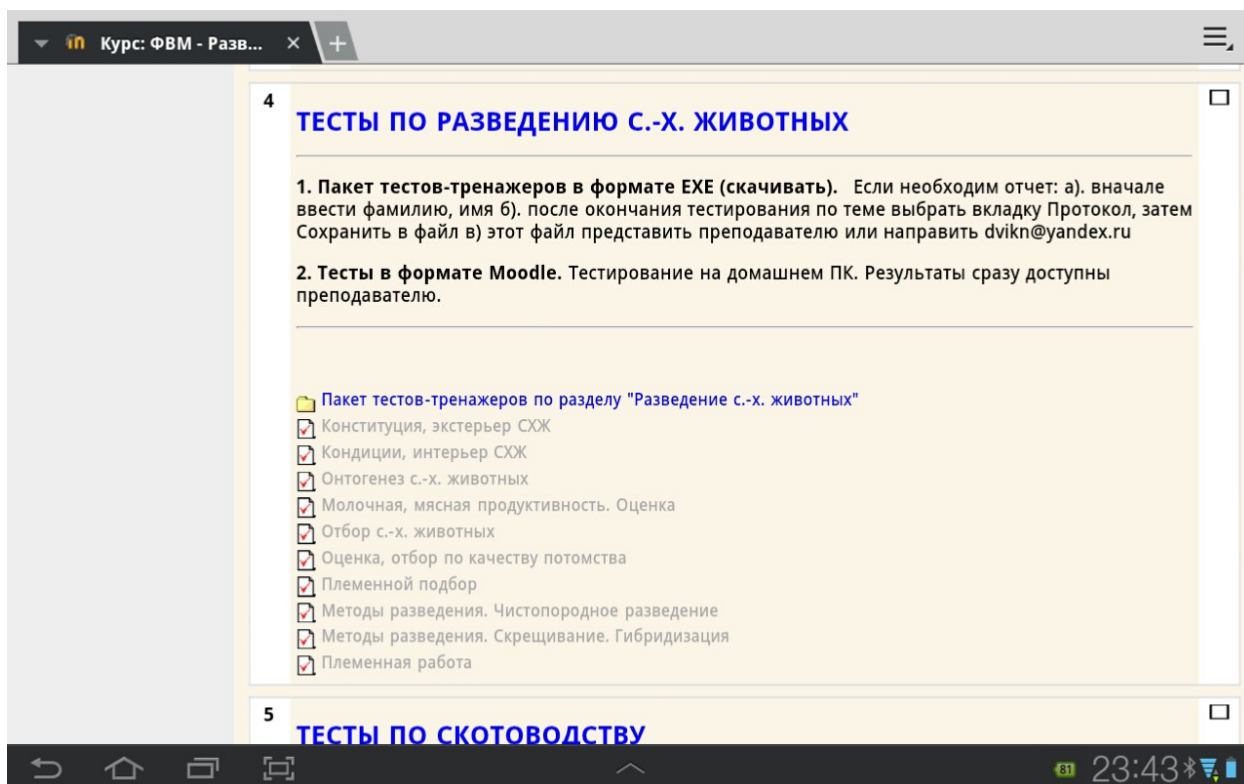 Курс: ФВМ - Разв...
4
ТЕСТЫ ПО РАЗВЕДЕНИЮ С.-Х. ЖИВОТНЫХ
1. Пакет тестов-тренажеров в формате EXE (скачивать). Если необходим отчет: а). вначале
ввести фамилию, имя б). после окончания тестирования по теме выбрать вкладку Протокол, затем
Сохранить в файл в) этот файл представить преподавателю или направить dvikn@yandex.ru
2. Тесты в формате Moodle. Тестирование на домашнем ПК. Результаты сразу доступны
преподавателю.
Пакет тестов-тренажеров по разделу "Разведение с.-х. животных"
Конституция, экстерьер СХЖ
Кондиции, интерьер СХЖ
Онтогенез с.-х. животных
Молочная, мясная продуктивность. Оценка
Отбор с.-х. животных
Оценка, отбор по качеству потомства
Племенной подбор
Методы разведения. Чистопородное разведение
Методы разведения. Скрещивание. Гибридизация
Племенная работа
5
ТЕСТЫ ПО СКОТОВОДСТВУ
81 23:43